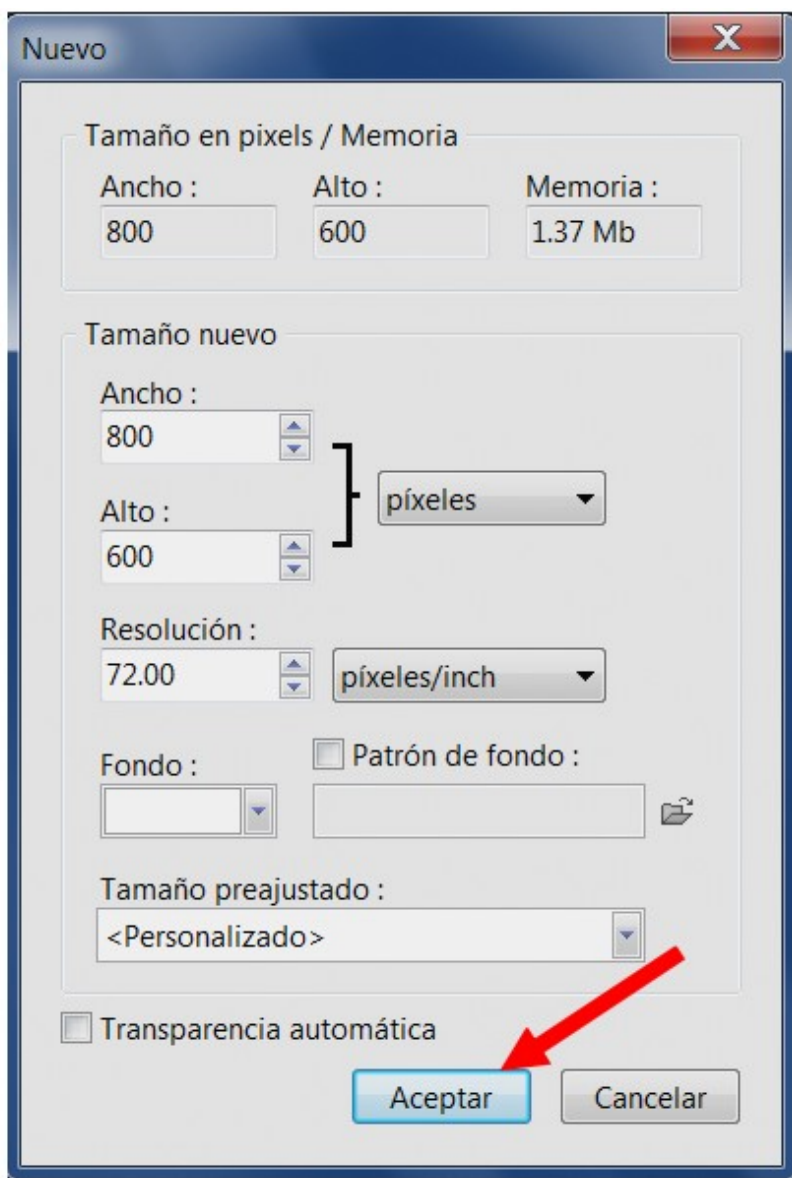 Nuevo
X
Tamaño en pixels / Memoria
Ancho : Alto : Memoria :
800 600 1.37 Mb
Tamaño nuevo
Ancho :
800
píxeles
Alto :
600
Resolución :
72.00 píxeles/inch
Fondo : Patrón de fondo :
Tamaño preajustado :
<Personalizado>
Transparencia automática
Aceptar Cancelar